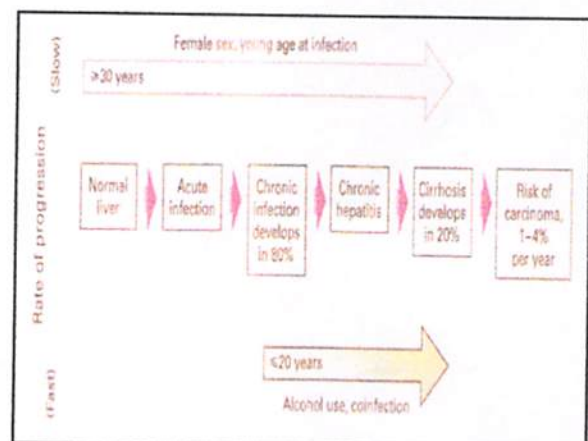 Female sex, young age at infection
≥30 years
(Slow)
Rate of progression
(Fast)
Normal
liver
Acute
infection
Chronic
infection
develops
in 80%
Chronic
hepatitis
Cirrhosis
develops
in 20%
Risk of
carcinoma,
1–4%
per year
≤20 years
Alcohol use, coinfection